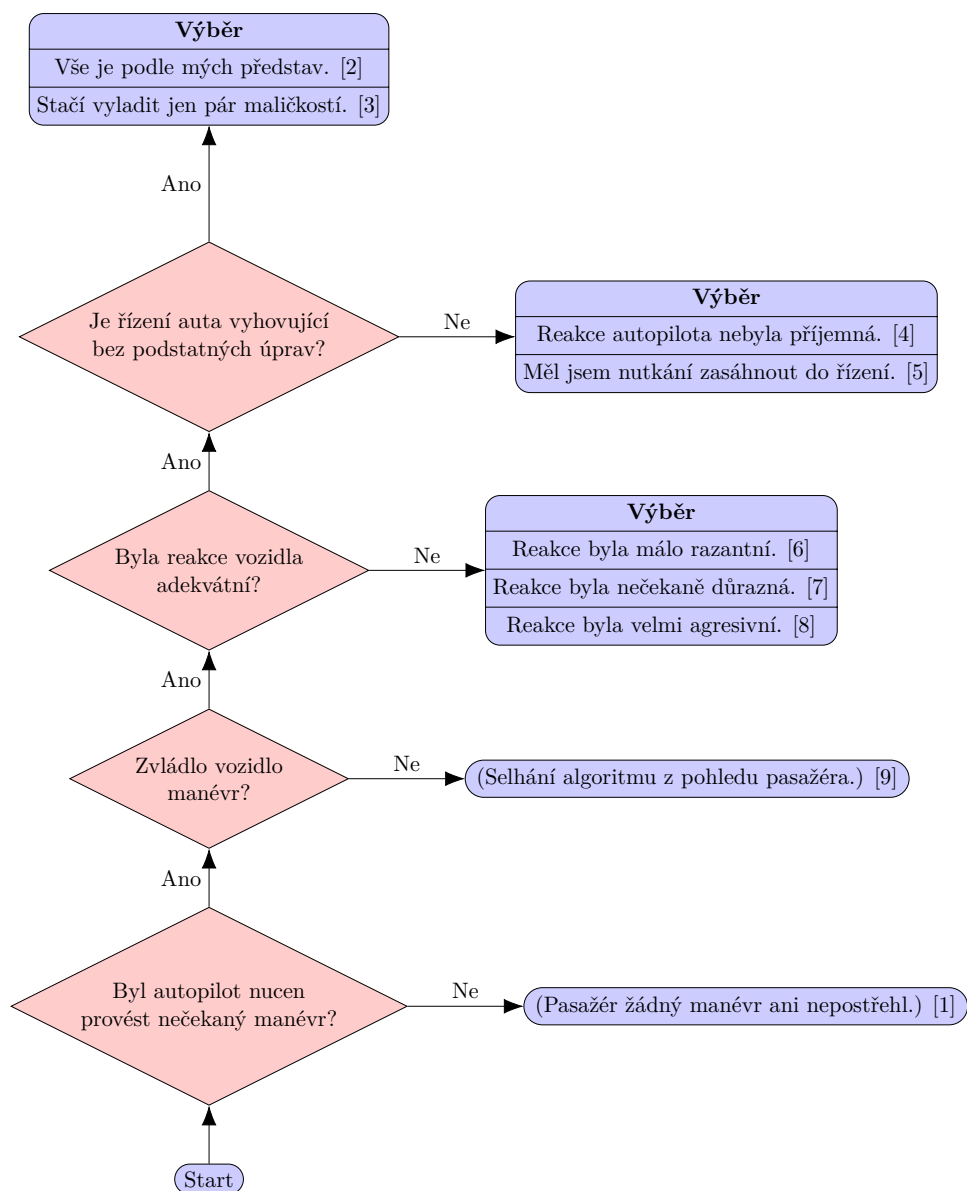 Výběr
Vše je podle mých představ. [2]
Stačí vyladit jen pár maličkostí. [3]
Ano
Je řízení auta vyhovující
bez podstatných úprav?
Ne
Výběr
Reakce autopilota nebyla příjemná. [4]
Měl jsem nutkání zasáhnout do řízení. [5]
Ano
Byla reakce vozidla
adekvátní?
Ne
Výběr
Reakce byla málo razantní. [6]
Reakce byla nečekaně důrazná. [7]
Reakce byla velmi agresivní. [8]
Ano
Zvládlo vozidlo
manévr?
Ne
(Selhání algoritmu z pohledu pasažéra.) [9]
Ano
Byl autopilot nucen
provést nečekaný manévr?
Ne
(Pasažér žádný manévr ani nepostřehl.) [1]
Start